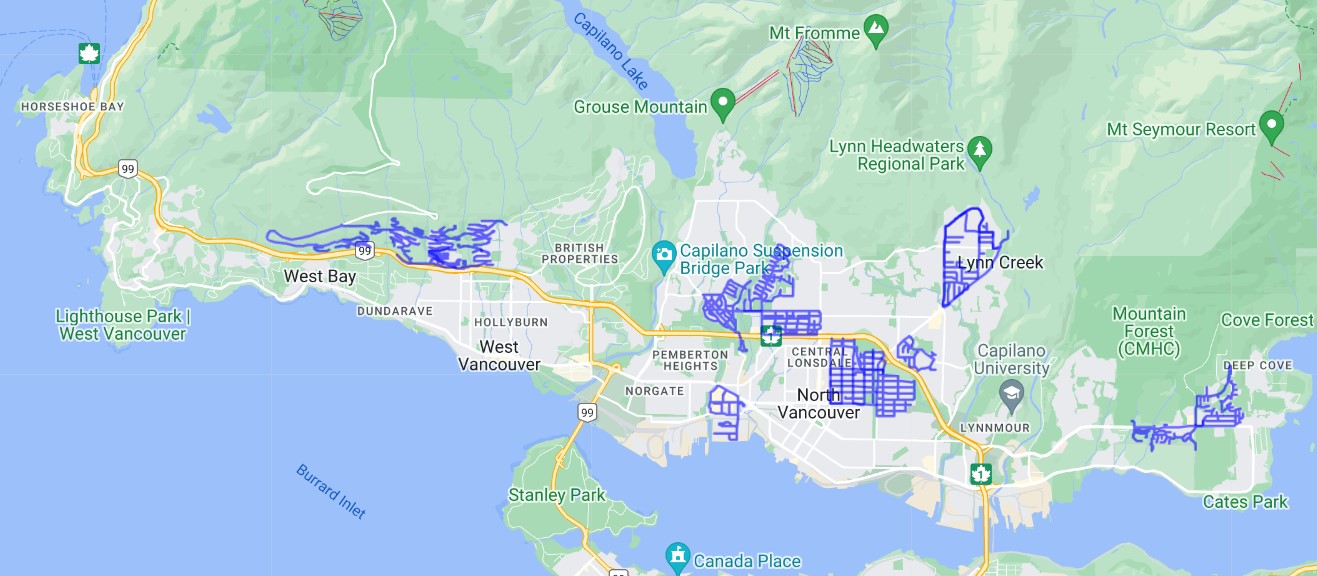 Capilano Lake
Mt Fromme
HORSESHOE BAY
Grouse Mountain
Mt Seymour Resort
Lynn Headwaters
Regional Park
99
99
BRITISH
PROPERTIES
Capilano Suspension
Bridge Park
Lynn Creek
West Bay
Lighthouse Park |
West Vancouver
DUNDARAVE
HOLLYBURN
West
Vancouver
1
PEMBERTON
HEIGHTS
CENTRAL
LONSDALE
Capilano
University
Mountain
Forest
(CMHC)
Cove Forest
DEEP COVE
NORGATE
North
Vancouver
99
LYNNMOUR
1
Burrard Inlet
Stanley Park
Cates Park
Canada Place